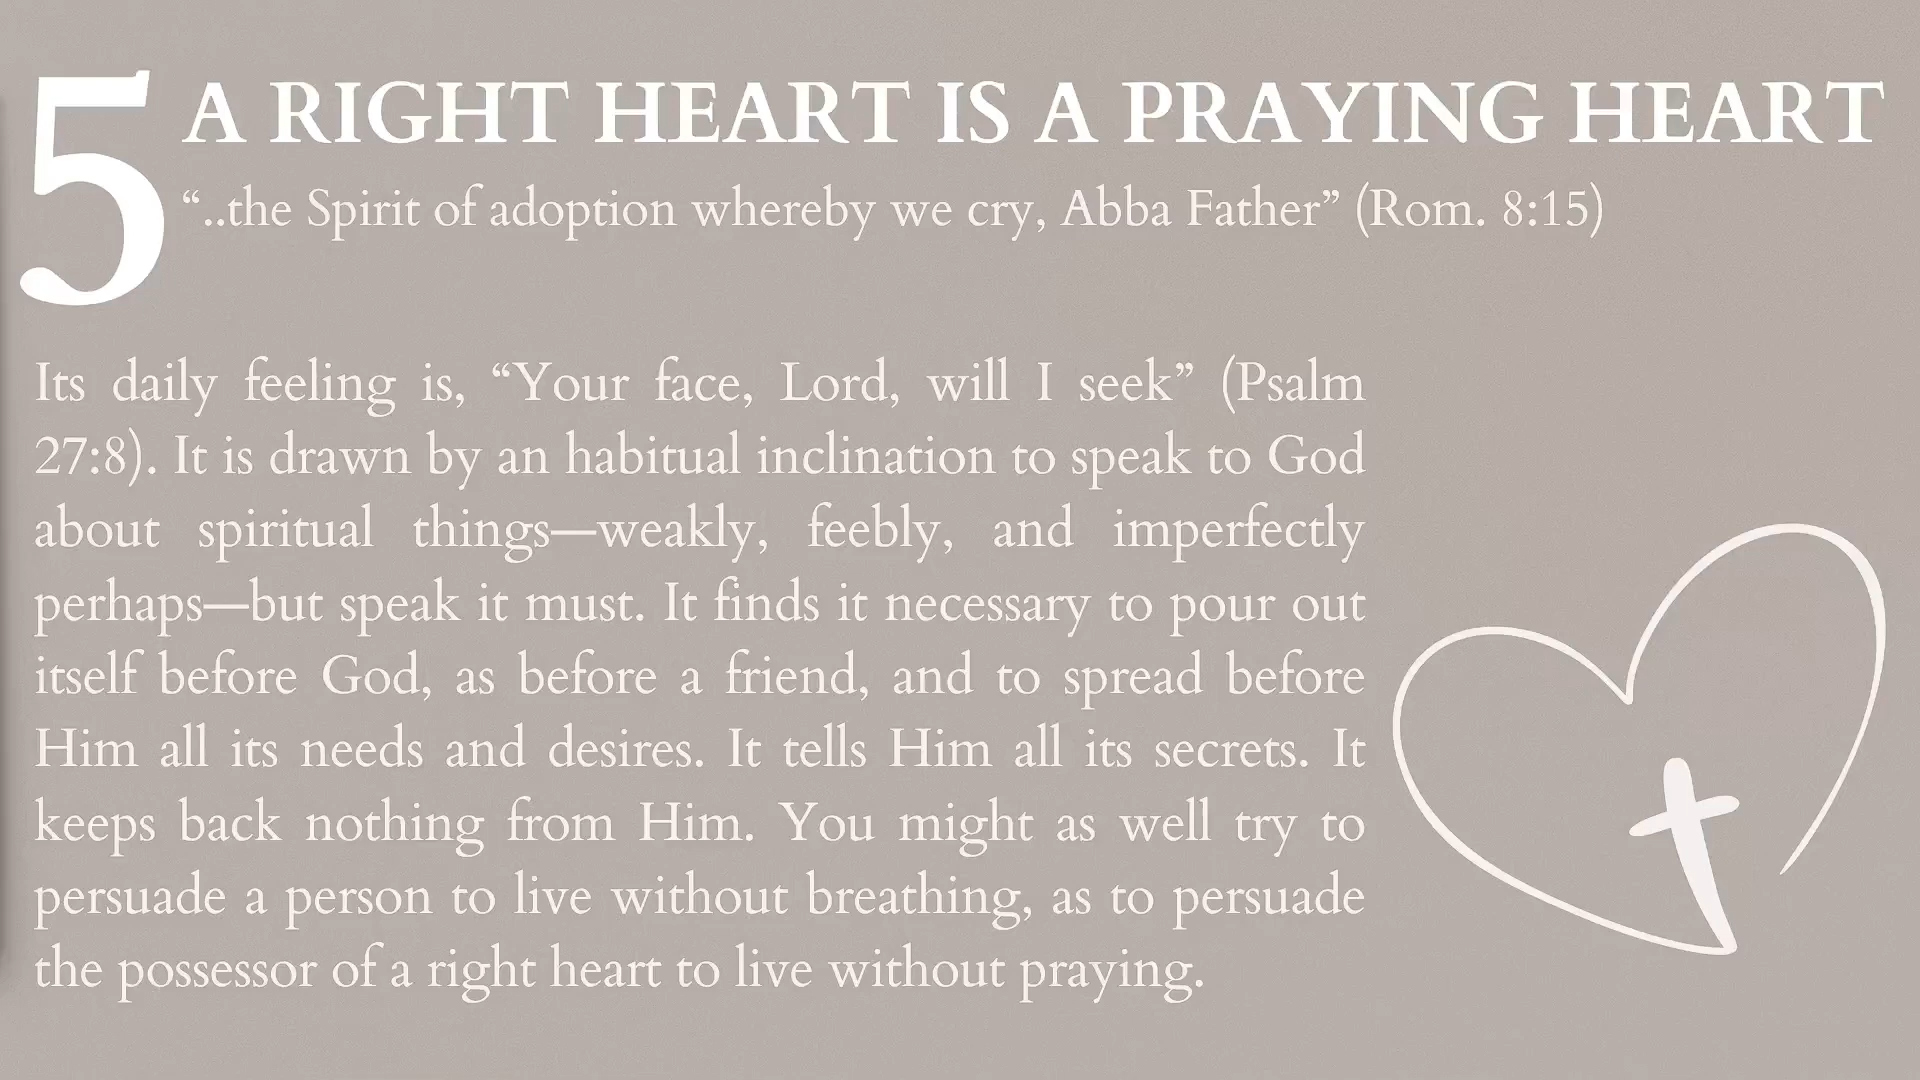 5 A RIGHT HEART IS A PRAYING HEART
“..the Spirit of adoption whereby we cry, Abba Father” (Rom. 8:15)
Its daily feeling is, “Your face, Lord, will I seek” (Psalm
27:8). It is drawn by an habitual inclination to speak to God
about spiritual things—weakly, feebly, and imperfectly
perhaps—but speak it must. It finds it necessary to pour out
itself before God, as before a friend, and to spread before
Him all its needs and desires. It tells Him all its secrets. It
keeps back nothing from Him. You might as well try to
persuade a person to live without breathing, as to persuade
the possessor of a right heart to live without praying.